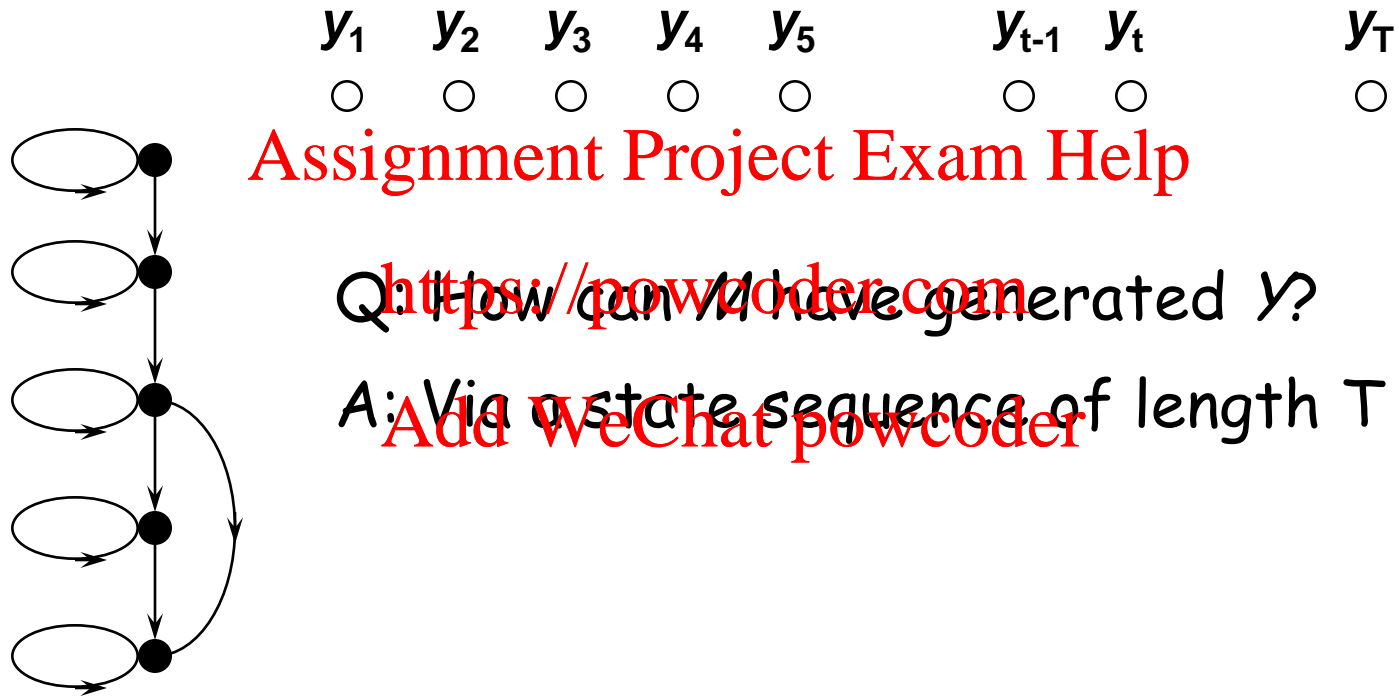 y1 y2 y3 y4 y5 yt-1 yt yT
Assignment Project Exam Help
https://powcoder.com
Q: How can M have generated Y?
A: Via a state sequence of length T
Add WeChat powcoder